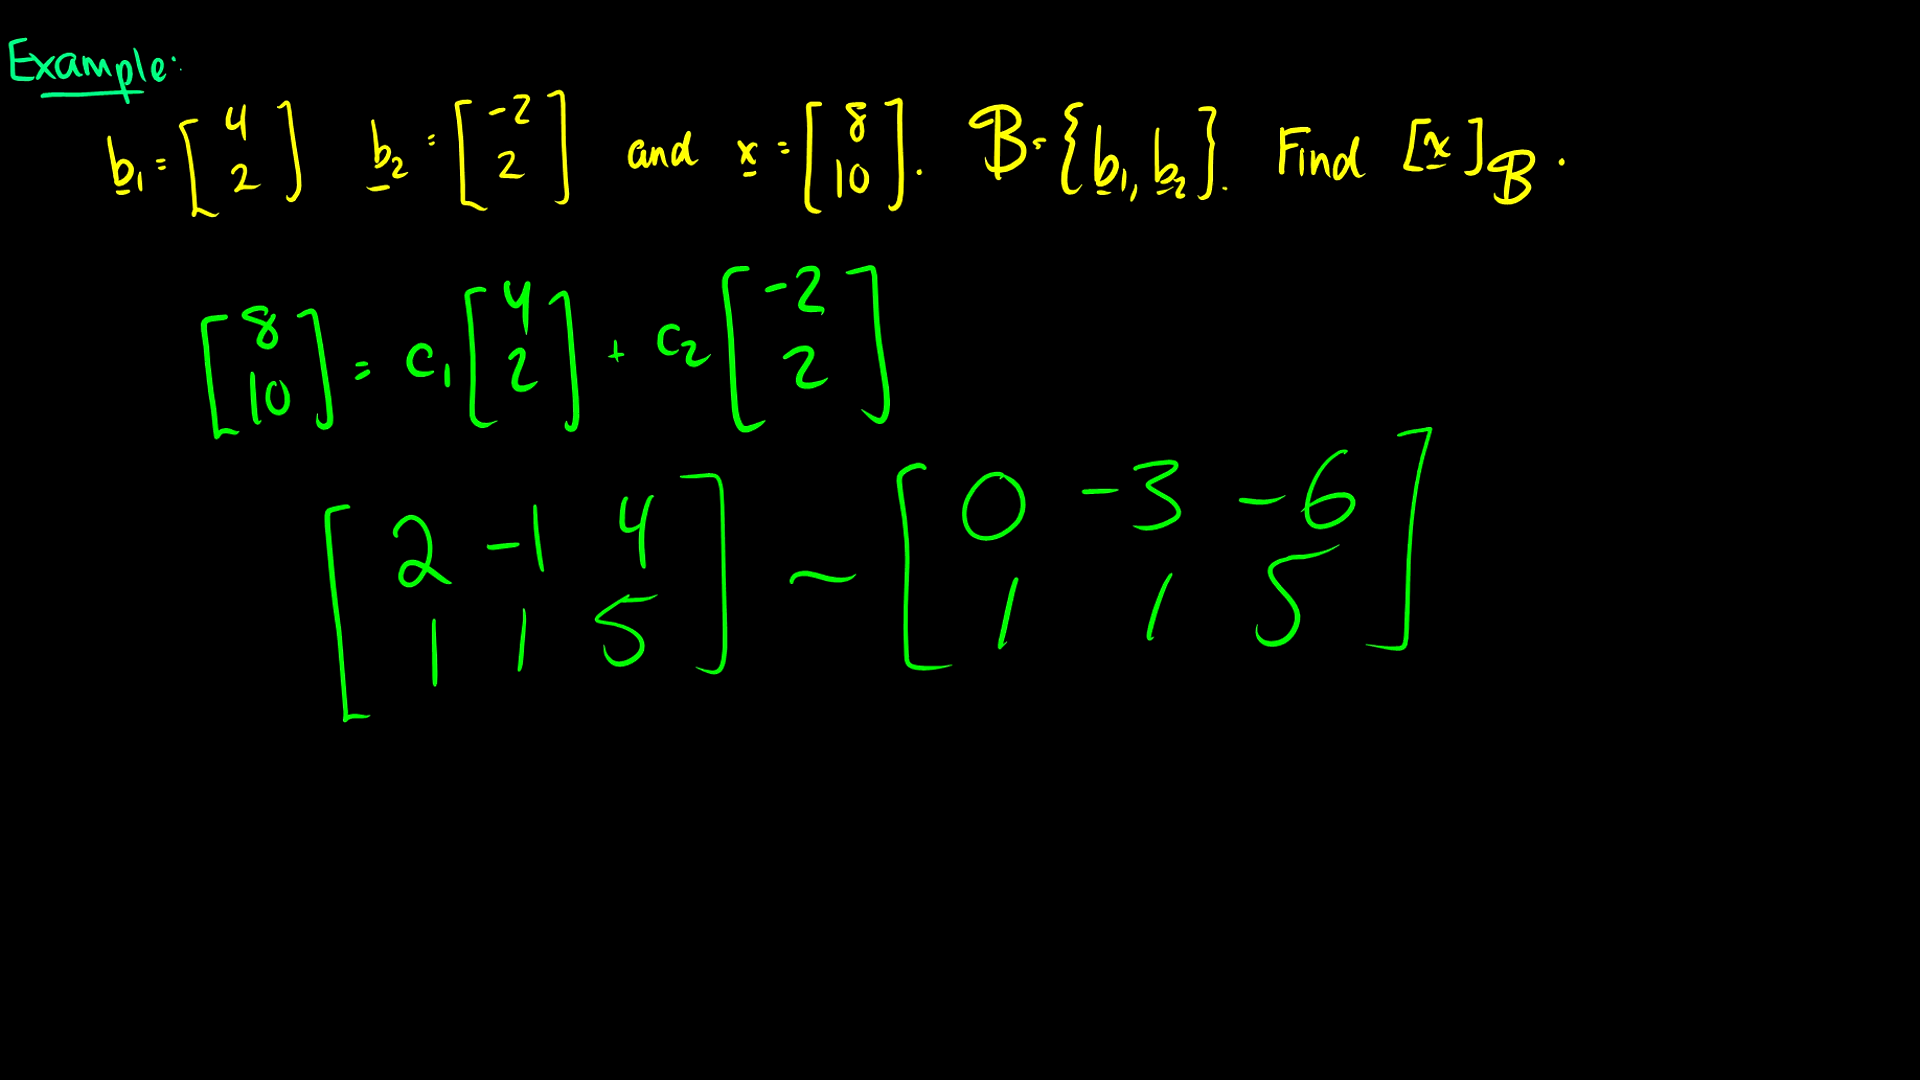 Example:
b₁ = [4 2] b₂ = [-2 2] and x = [8 10]. B = {b₁, b₂}. Find [x]_B.
[8 10] = c₁ [4 2] + c₂ [-2 2]
[2 -1 4 1 1 5] ~ [0 -3 -6 1 1 5]